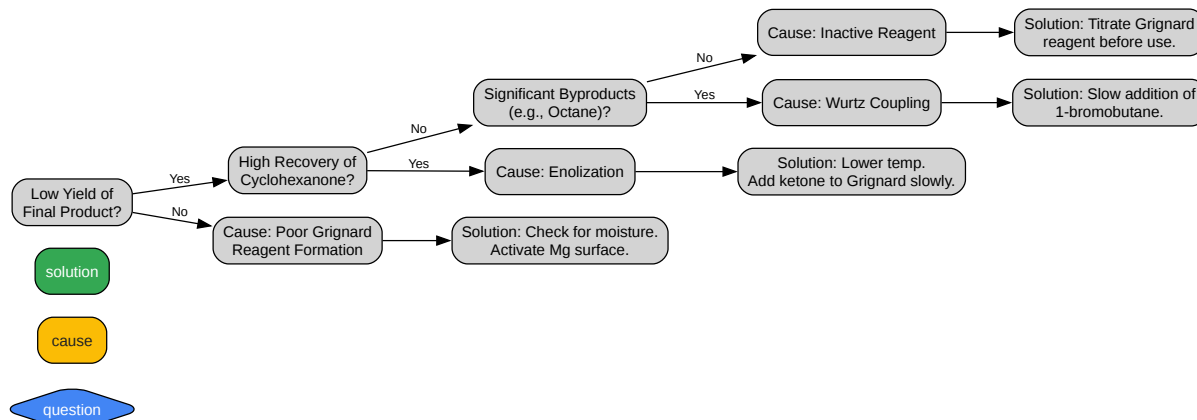 Cause: Inactive Reagent
Solution: Titrate Grignard
reagent before use.
No
Significant Byproducts
(e.g., Octane)?
Yes
Cause: Wurtz Coupling
Solution: Slow addition of
1-bromobutane.
No
High Recovery of
Cyclohexanone?
Yes
Cause: Enolization
Solution: Lower temp.
Add ketone to Grignard slowly.
Low Yield of
Final Product?
Yes
No
Cause: Poor Grignard
Reagent Formation
Solution: Check for moisture.
Activate Mg surface.
solution
cause
question